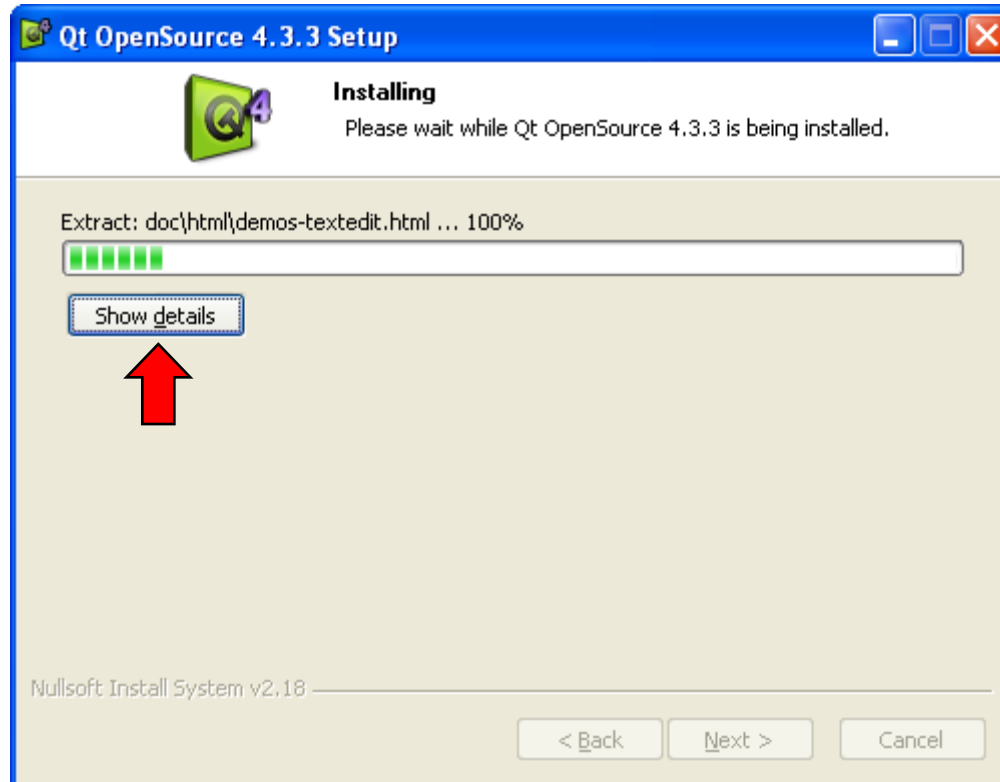 Qt OpenSource 4.3.3 Setup
Installing
Please wait while Qt OpenSource 4.3.3 is being installed.
Extract: doc\html\demos-textedit.html ... 100%
Show details
Nullsoft Install System v2.18
< Back Next > Cancel